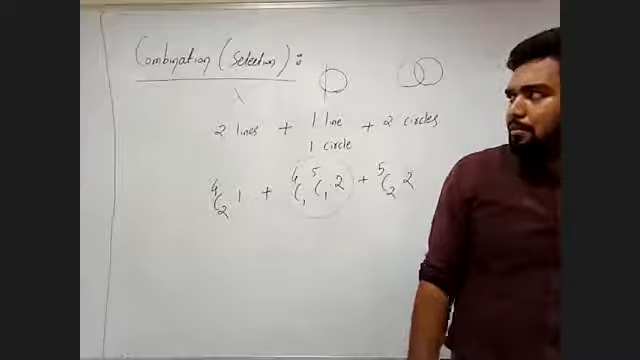 Combination (Selection) :
2 lines + 1 line + 2 circles
1 circle
⁴C₂ 1 + ⁴C₁ ⁵C₁ 2 + ⁵C₂ 2